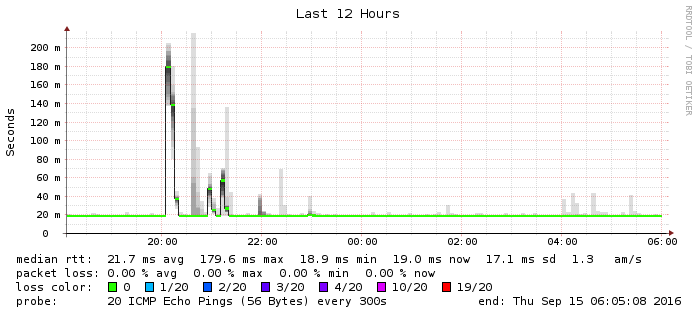 Last 12 Hours
RRDTOOL / TOBI OETIKER
Seconds
200 m
180 m
160 m
140 m
120 m
100 m
80 m
60 m
40 m
20 m
0
20:00 22:00 00:00 02:00 04:00 06:00
median rtt: 21.7 ms avg 179.6 ms max 18.9 ms min 19.0 ms now 17.1 ms sd 1.3 am/s
packet loss: 0.00 % avg 0.00 % max 0.00 % min 0.00 % now
loss color: 0 1/20 2/20 3/20 4/20 10/20 19/20
probe: 20 ICMP Echo Pings (56 Bytes) every 300s end: Thu Sep 15 06:05:08 2016